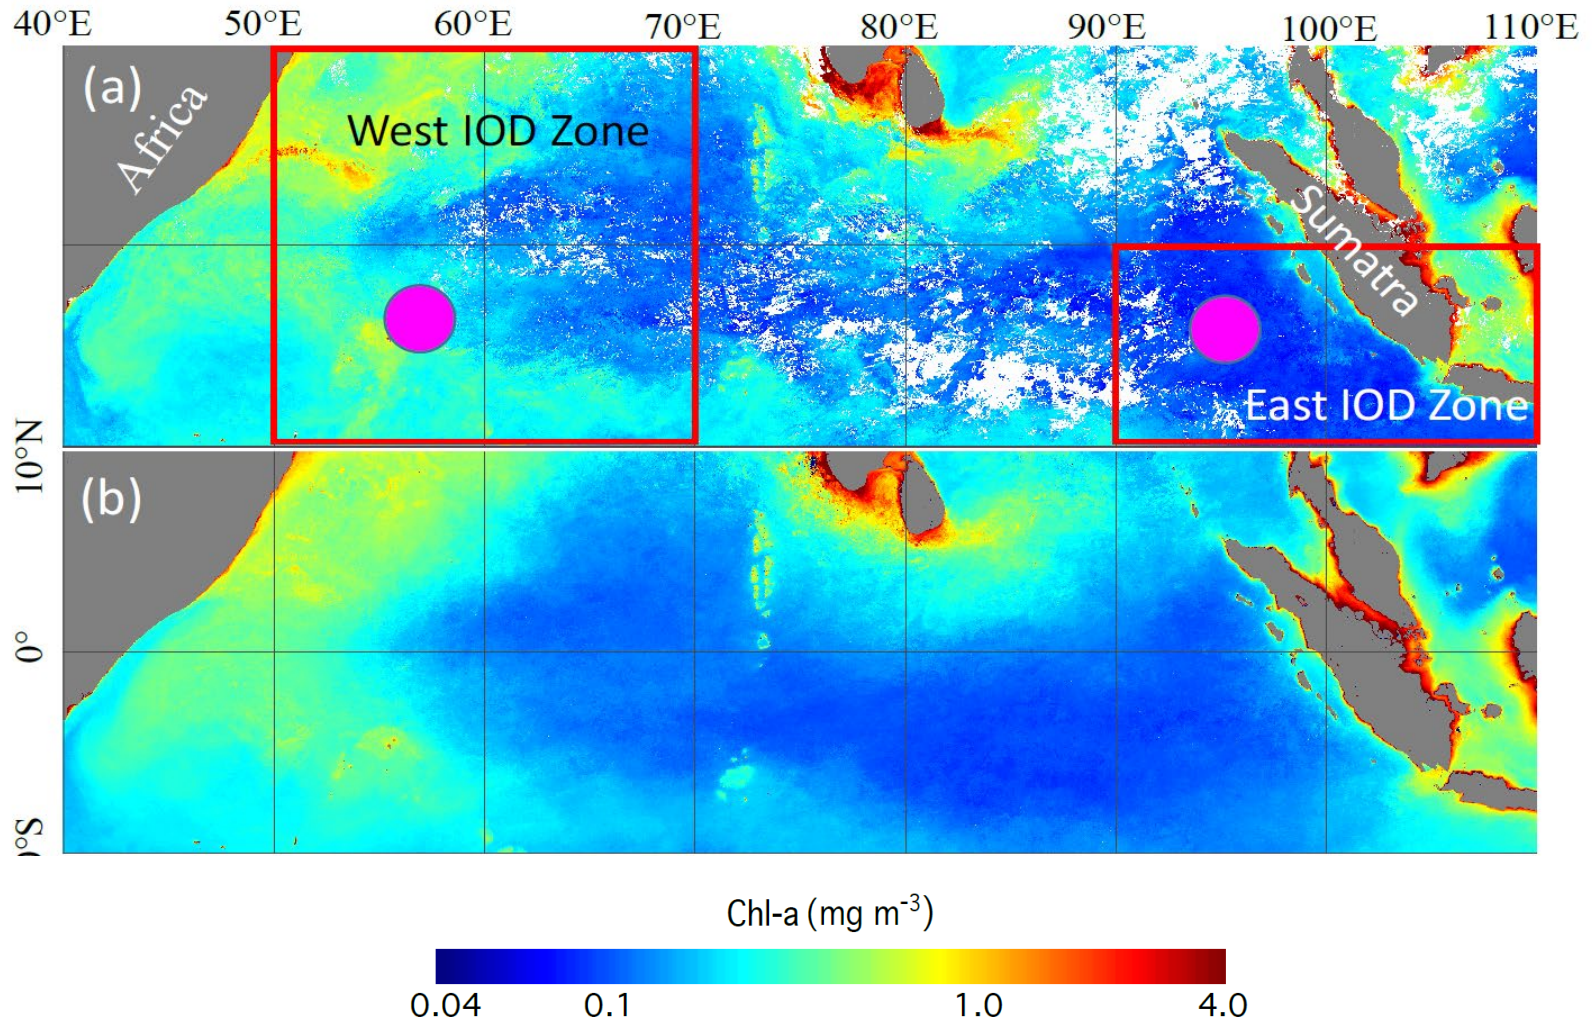 40°E 50°E 60°E 70°E 80°E 90°E 100°E 110°E
(a)
Africa
West IOD Zone
Sumatra
East IOD Zone
10°N
(b)
0°
0°S
Chl-a (mg m⁻³)
0.04 0.1 1.0 4.0